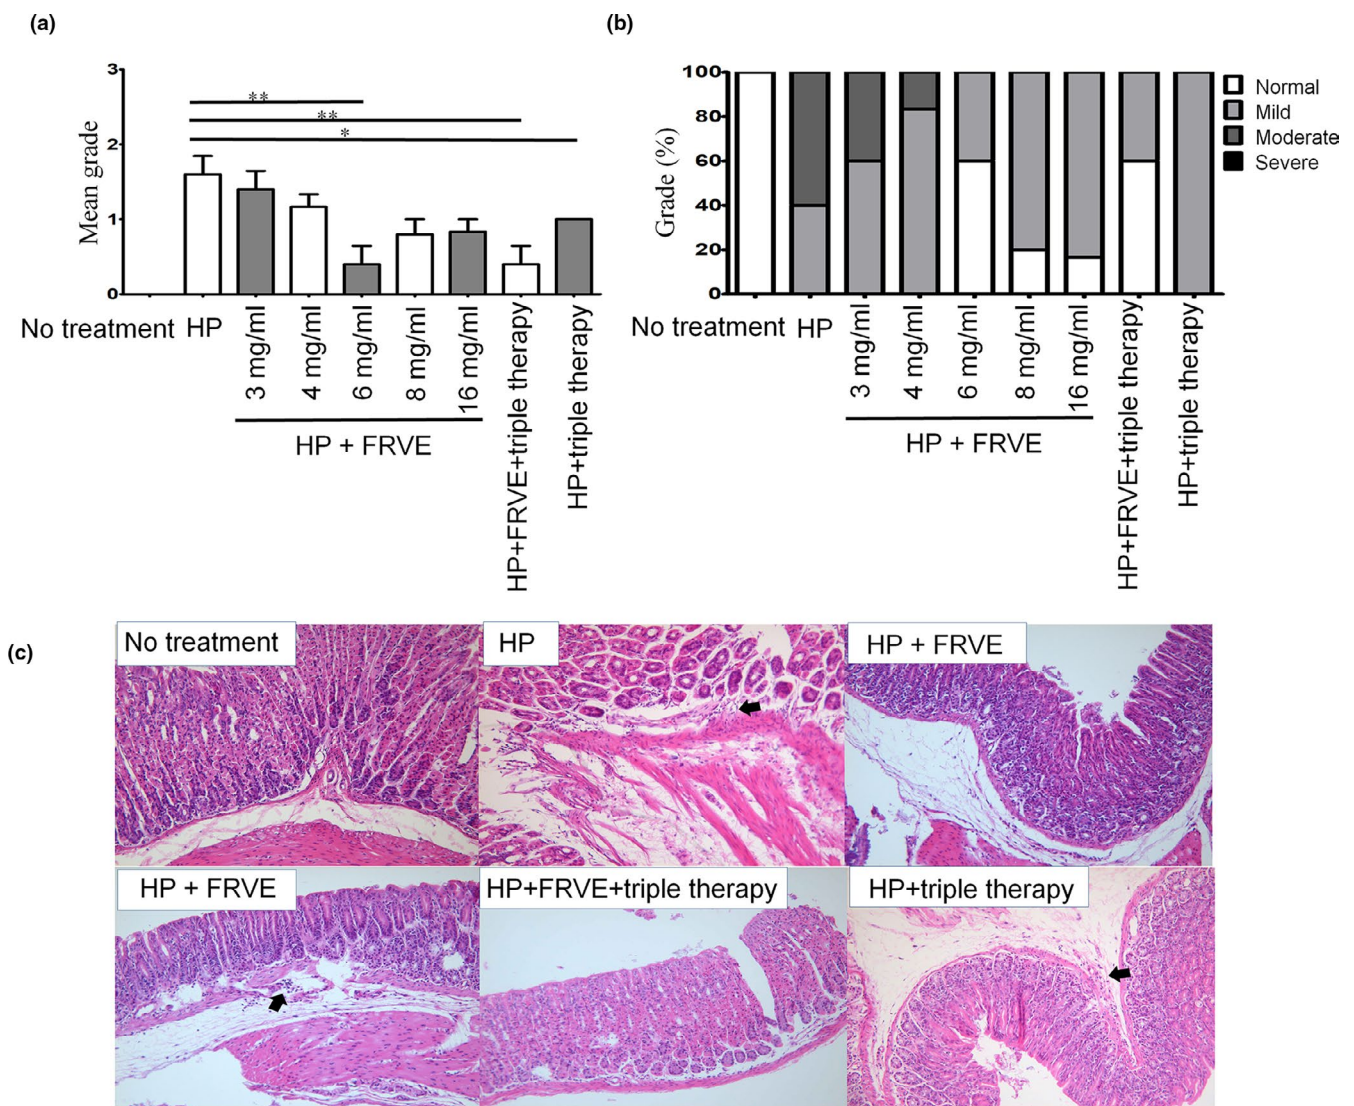 (a)
3
2
1
0
Mean grade
**
**
*
No treatment
HP
3 mg/ml
4 mg/ml
6 mg/ml
8 mg/ml
16 mg/ml
HP+FRVE+triple therapy
HP+triple therapy
HP + FRVE
(b)
100
80
60
40
20
0
Grade (%)
Normal
Mild
Moderate
Severe
No treatment
HP
3 mg/ml
4 mg/ml
6 mg/ml
8 mg/ml
16 mg/ml
HP+FRVE+triple therapy
HP+triple therapy
HP + FRVE
(c)
No treatment
HP
HP + FRVE
HP + FRVE
HP+FRVE+triple therapy
HP+triple therapy